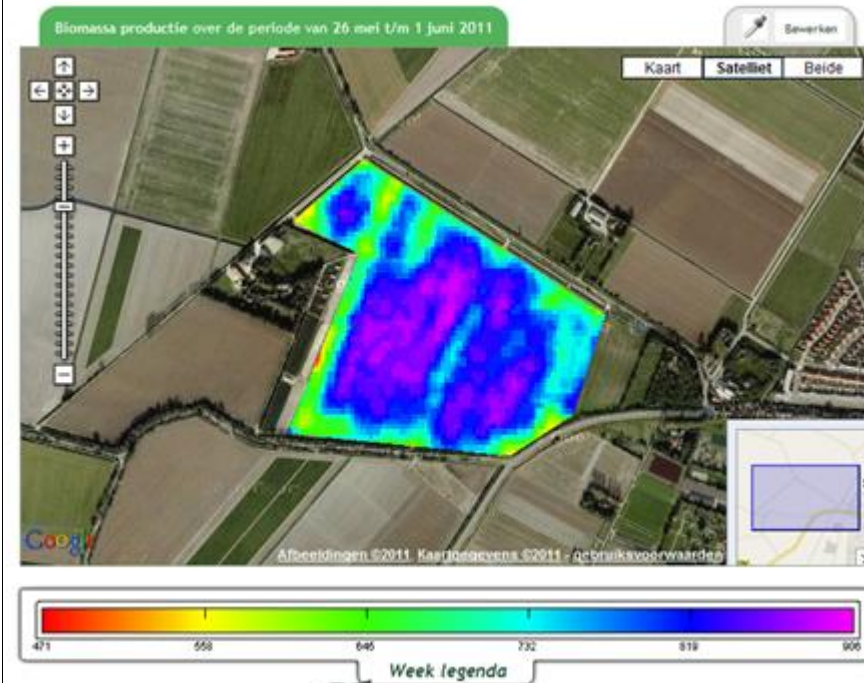 Biomassa productie over de periode van 26 mei t/m 1 juni 2011
Bewerken
Kaart Satelliet Beide
Google
Afbeeldingen ©2011, Kaartgegevens ©2011 - gebruiksvoorwaarden
471 558 645 732 819 906
Week legenda